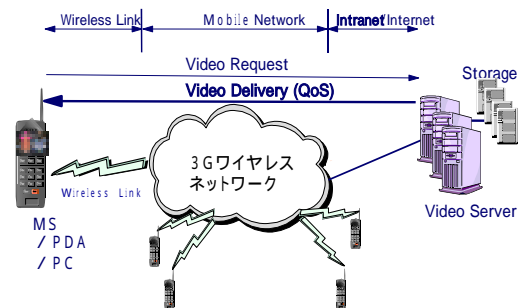 Wireless Link
Mobile Network
Intranet/Internet
Video Request
Video Delivery (QoS)
Storage
3Gワイヤレス
ネットワーク
Wireless Link
Video Server
MS
/PDA
/PC